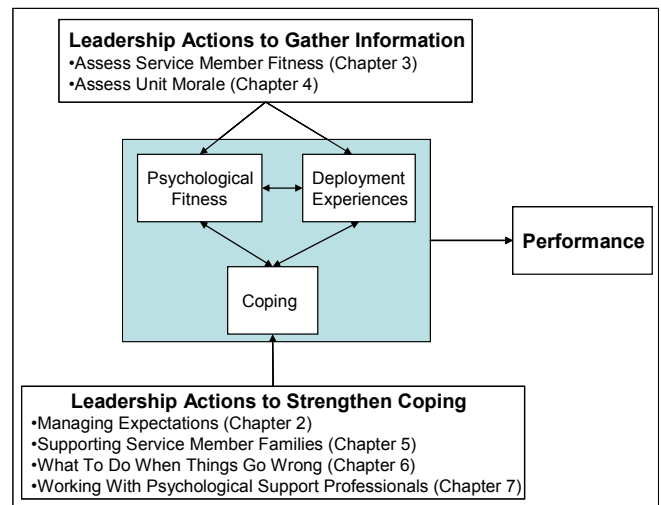 Leadership Actions to Gather Information
•Assess Service Member Fitness (Chapter 3)
•Assess Unit Morale (Chapter 4)
Psychological
Fitness
Deployment
Experiences
Coping
Performance
Leadership Actions to Strengthen Coping
•Managing Expectations (Chapter 2)
•Supporting Service Member Families (Chapter 5)
•What To Do When Things Go Wrong (Chapter 6)
•Working With Psychological Support Professionals (Chapter 7)